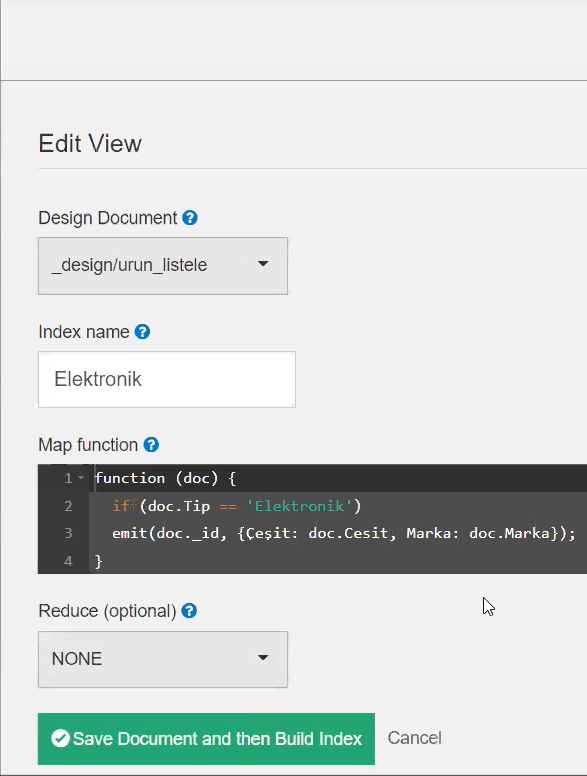 Edit View
Design Document
_design/urun_listele
Index name
Elektronik
Map function
1 function (doc) {
2 if (doc.Tip == 'Elektronik')
3 emit(doc._id, {Çeşit: doc.Cesit, Marka: doc.Marka});
4 }
Reduce (optional)
NONE
Save Document and then Build Index Cancel